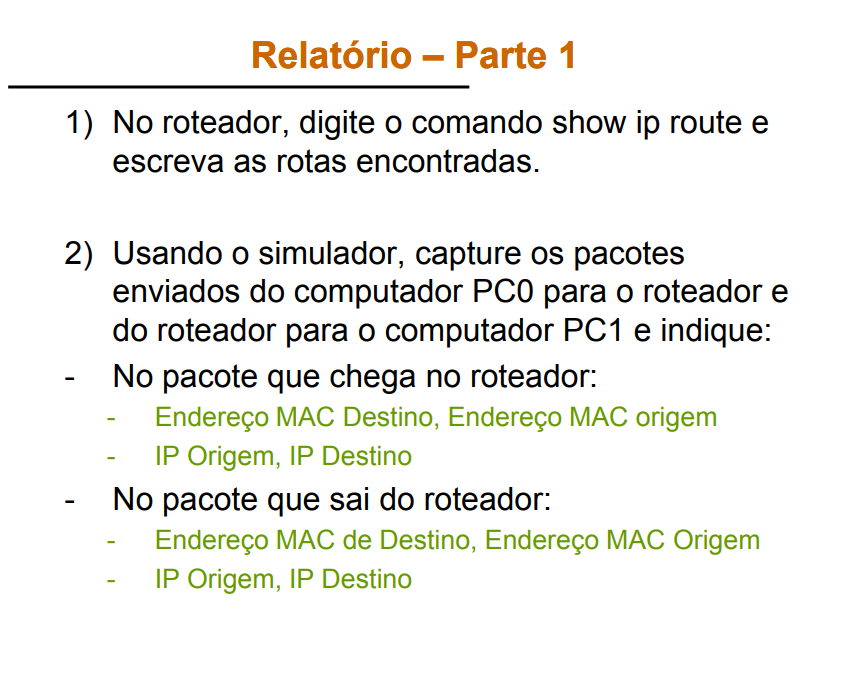 Relatório – Parte 1
1) No roteador, digite o comando show ip route e
escreva as rotas encontradas.
2) Usando o simulador, capture os pacotes
enviados do computador PC0 para o roteador e
do roteador para o computador PC1 e indique:
- No pacote que chega no roteador:
- Endereço MAC Destino, Endereço MAC origem
- IP Origem, IP Destino
- No pacote que sai do roteador:
- Endereço MAC de Destino, Endereço MAC Origem
- IP Origem, IP Destino